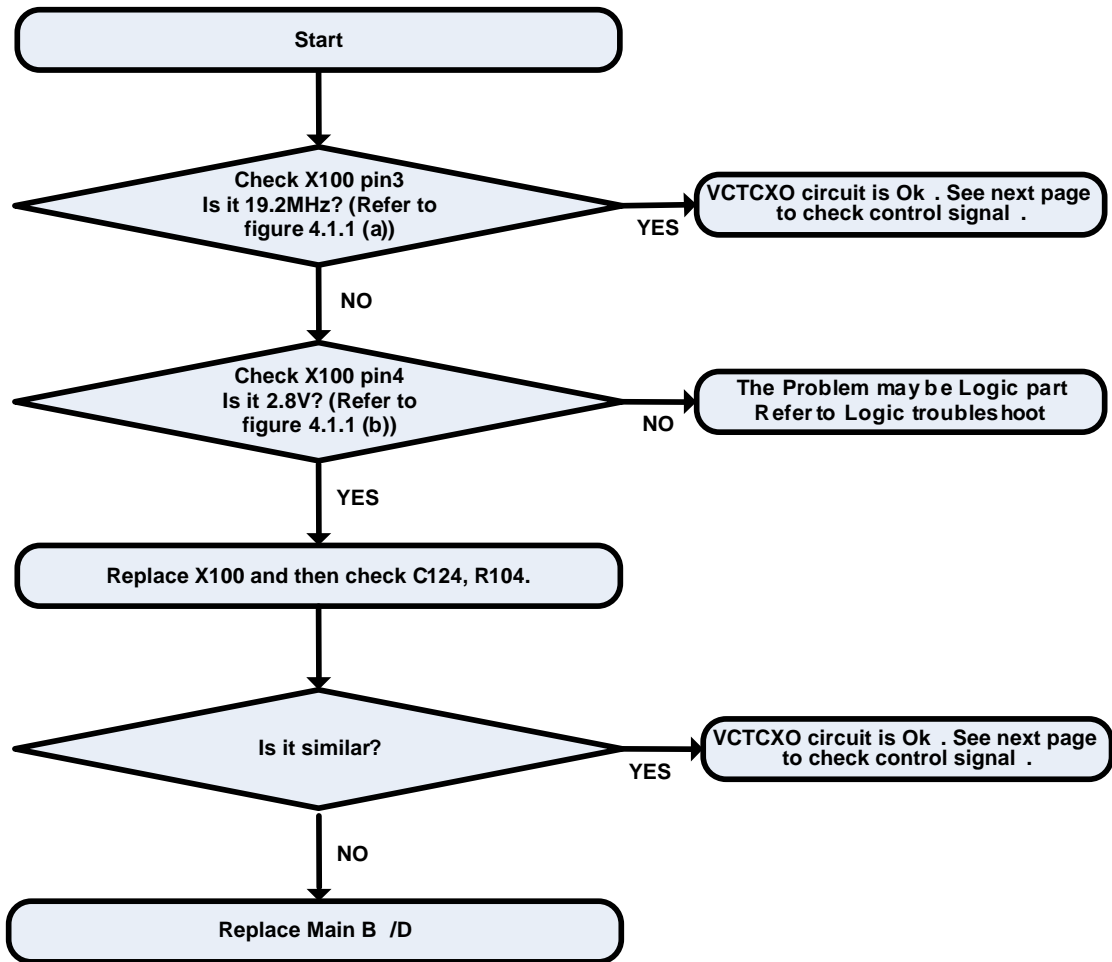 Start
Check X100 pin3
Is it 19.2MHz? (Refer to
figure 4.1.1 (a))
YES
VCTCXO circuit is Ok . See next page
to check control signal .
NO
Check X100 pin4
Is it 2.8V? (Refer to
figure 4.1.1 (b))
NO
The Problem may be Logic part
Refer to Logic troubleshoot
YES
Replace X100 and then check C124, R104.
Is it similar?
YES
VCTCXO circuit is Ok . See next page
to check control signal .
NO
Replace Main B /D